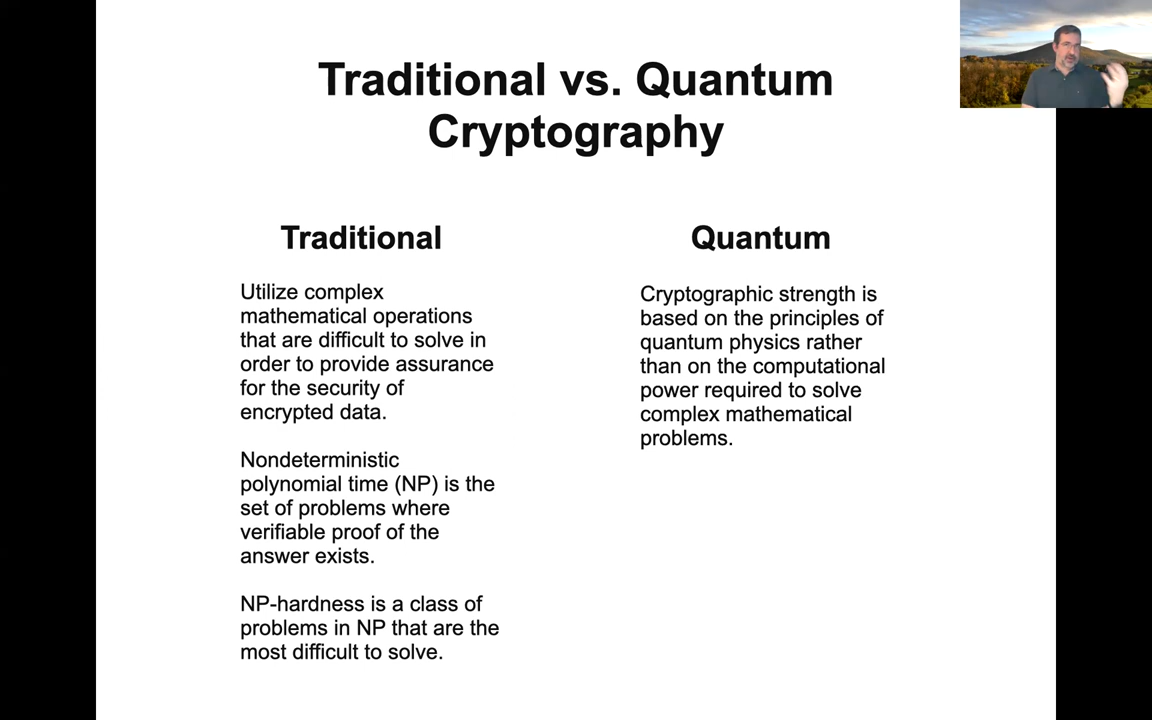 Traditional vs. Quantum
Cryptography
Traditional
Utilize complex
mathematical operations
that are difficult to solve in
order to provide assurance
for the security of
encrypted data.
Nondeterministic
polynomial time (NP) is the
set of problems where
verifiable proof of the
answer exists.
NP-hardness is a class of
problems in NP that are the
most difficult to solve.
Quantum
Cryptographic strength is
based on the principles of
quantum physics rather
than on the computational
power required to solve
complex mathematical
problems.